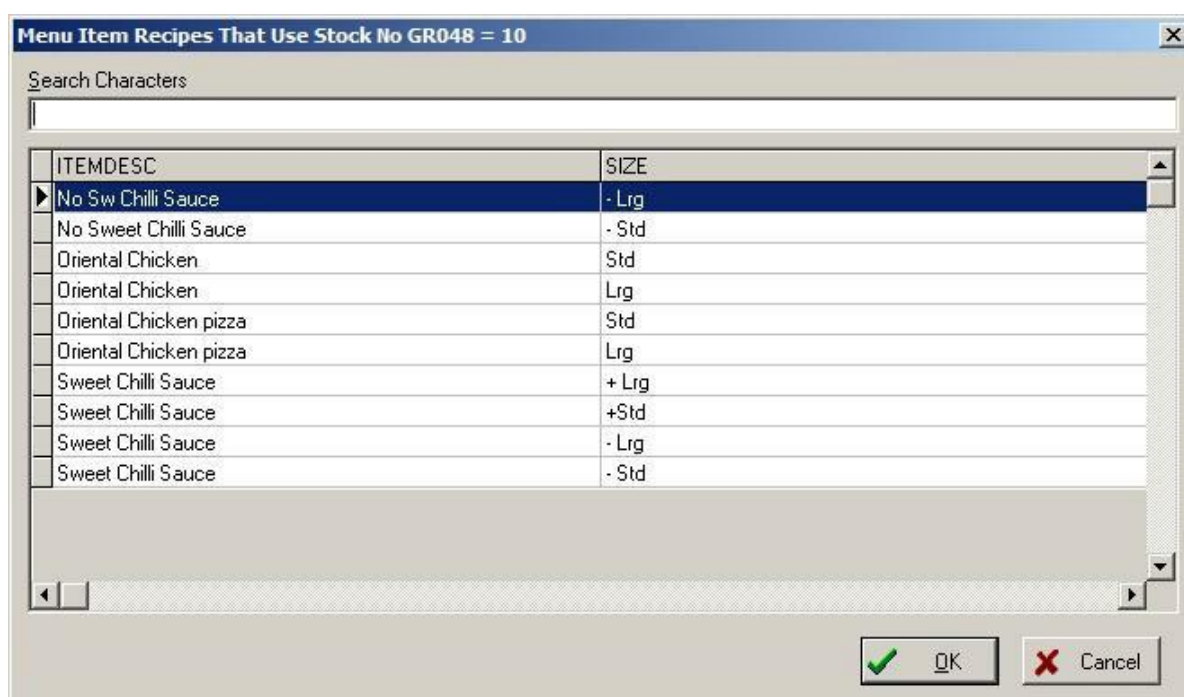 Menu Item Recipes That Use Stock No GR048 = 10
Search Characters
ITEMDESC SIZE
No Sw Chilli Sauce - Lrg
No Sweet Chilli Sauce - Std
Oriental Chicken Std
Oriental Chicken Lrg
Oriental Chicken pizza Std
Oriental Chicken pizza Lrg
Sweet Chilli Sauce + Lrg
Sweet Chilli Sauce +Std
Sweet Chilli Sauce - Lrg
Sweet Chilli Sauce - Std
OK Cancel